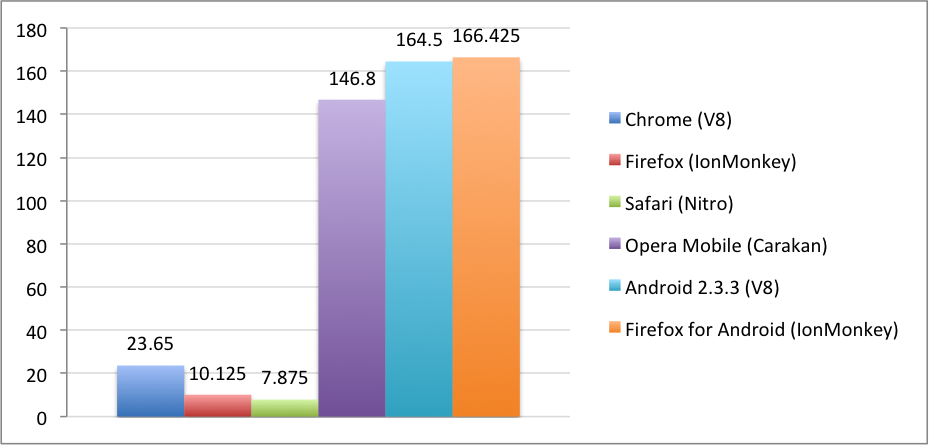 180
160
140
120
100
80
60
40
20
0
23.65
10.125
7.875
146.8
164.5
166.425
Chrome (V8)
Firefox (IonMonkey)
Safari (Nitro)
Opera Mobile (Carakan)
Android 2.3.3 (V8)
Firefox for Android (IonMonkey)